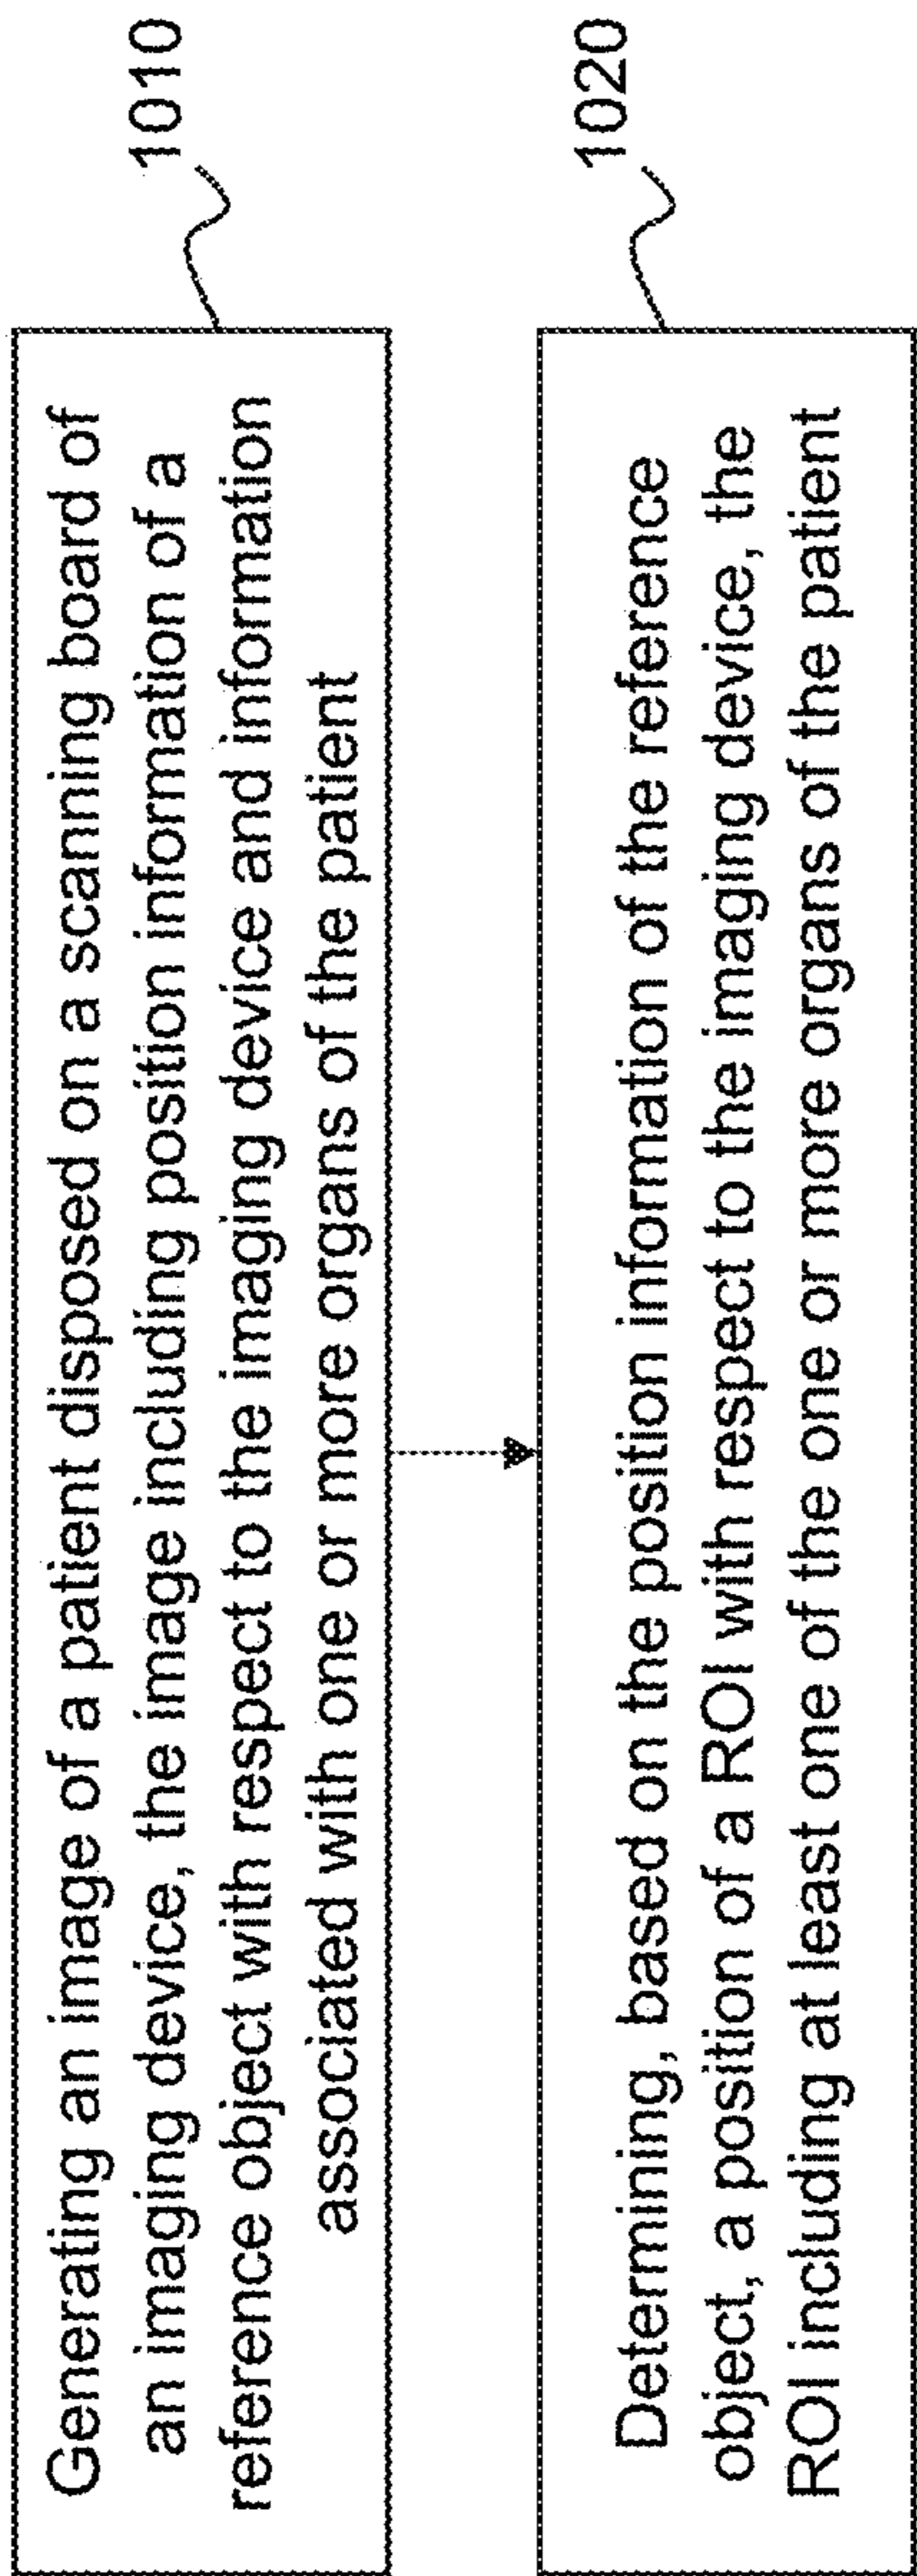 Generating an image of a patient disposed on a scanning board of
an imaging device, the image including position information of a
reference object with respect to the imaging device and information
associated with one or more organs of the patient
1010
Determining, based on the position information of the reference
object, a position of a ROI with respect to the imaging device, the
ROI including at least one of the one or more organs of the patient
1020